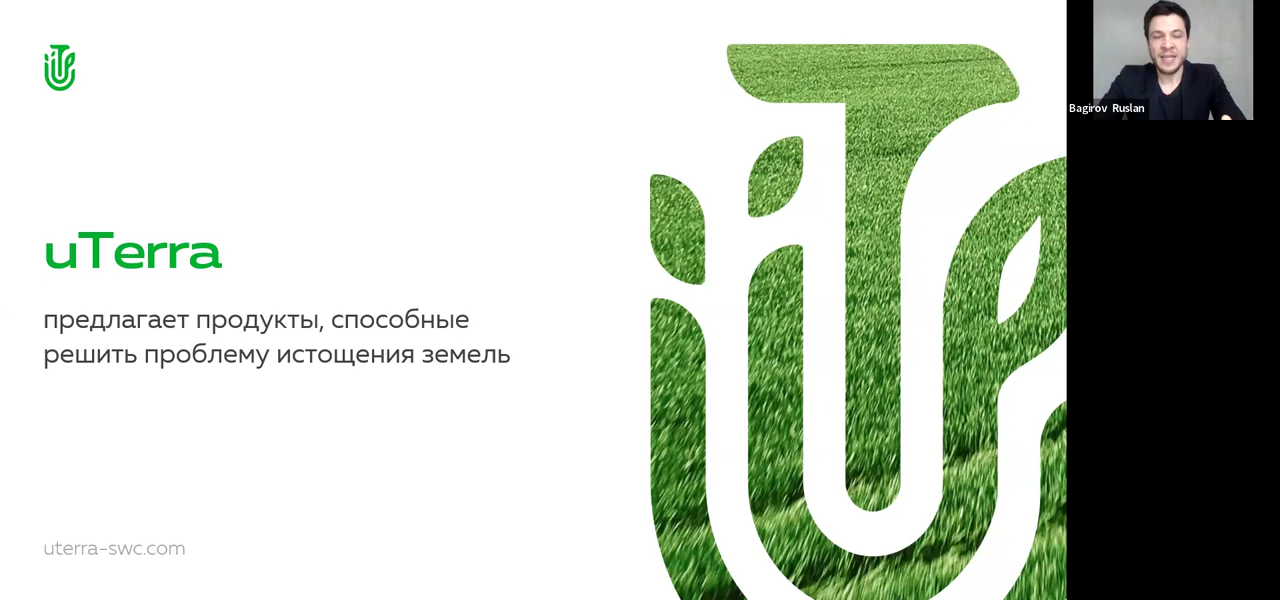 uTerra
предлагает продукты, способные
решить проблему истощения земель
uterra-swc.com
Bagirov Ruslan